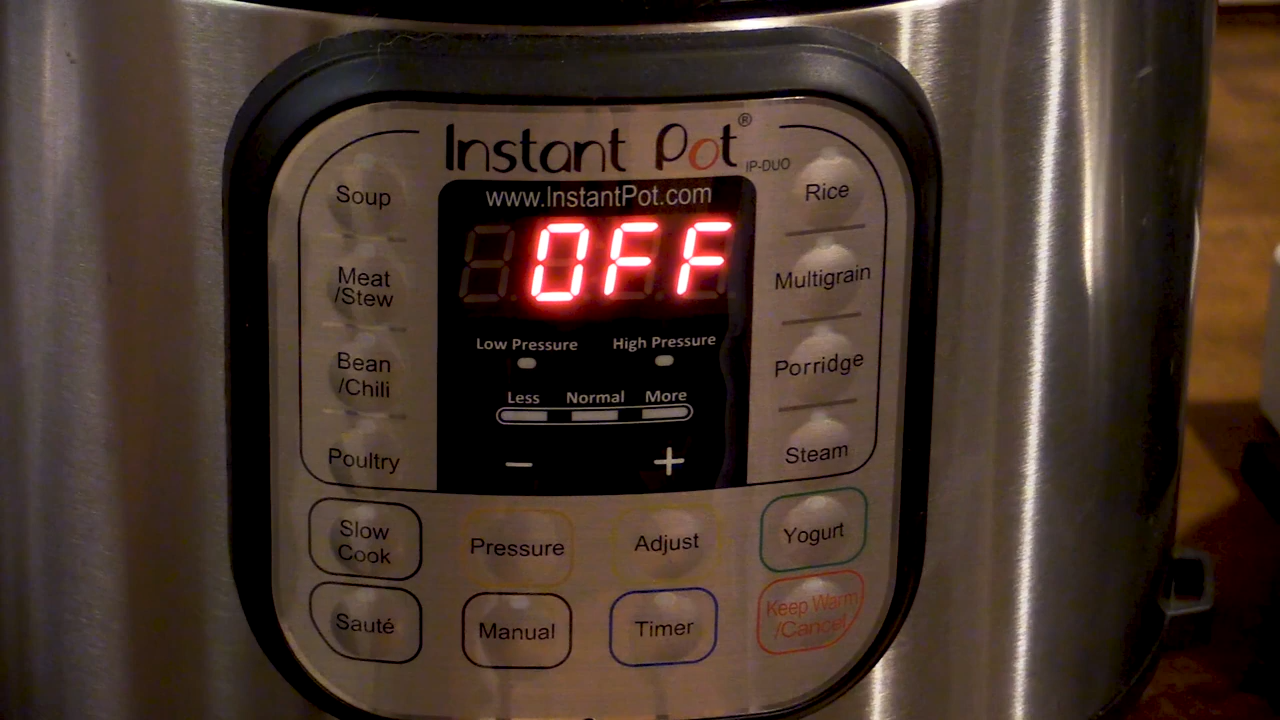 Instant Pot®
IP-DUO
www.InstantPot.com
OFF
Low Pressure
High Pressure
Less
Normal
More
−
+
Soup
Meat
/Stew
Bean
/Chili
Poultry
Rice
Multigrain
Porridge
Steam
Slow
Cook
Pressure
Adjust
Yogurt
Sauté
Manual
Timer
Keep Warm
/Cancel